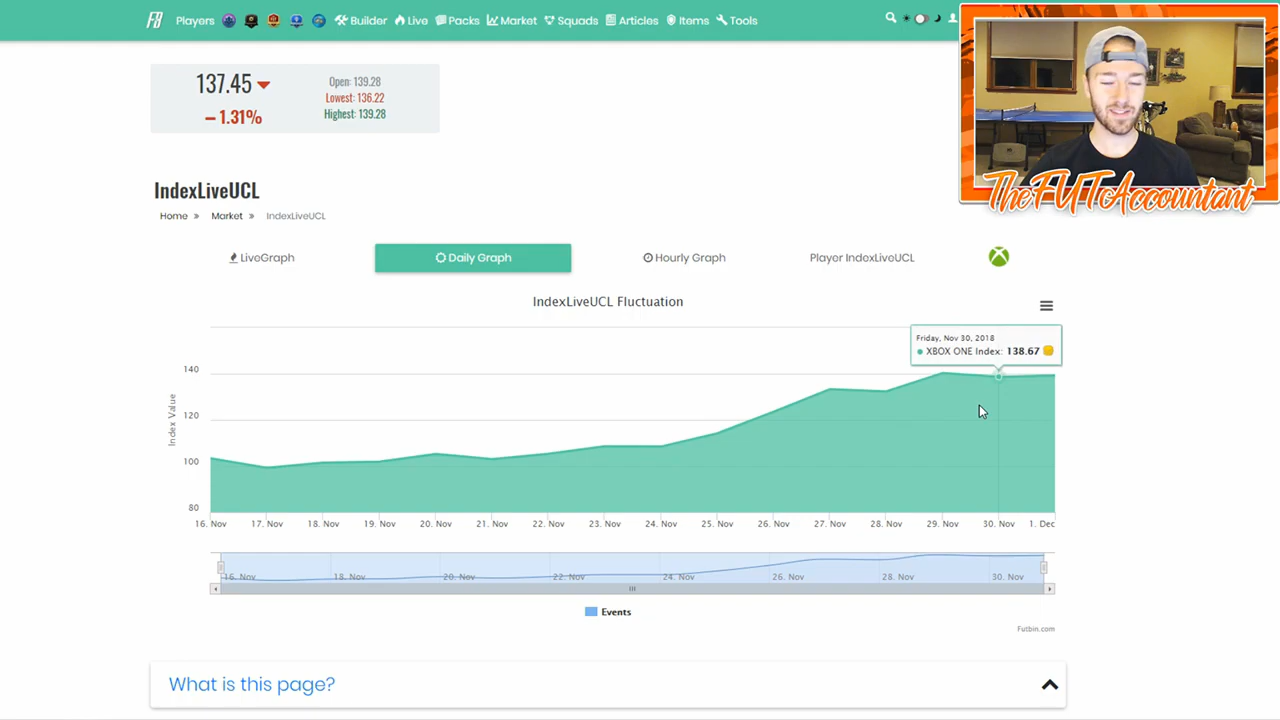 F8 Players Builder Live Packs Market Squads Articles Items Tools
137.45
– 1.31%
Open: 139.28
Lowest: 136.22
Highest: 139.28
TheFUTAccountant
IndexLiveUCL
Home » Market » IndexLiveUCL
LiveGraph Daily Graph Hourly Graph Player IndexLiveUCL
IndexLiveUCL Fluctuation
Friday, Nov 30, 2018
XBOX ONE Index: 138.67
Index Value
140
120
100
80
16. Nov 17. Nov 18. Nov 19. Nov 20. Nov 21. Nov 22. Nov 23. Nov 24. Nov 25. Nov 26. Nov 27. Nov 28. Nov 29. Nov 30. Nov 1. Dec
16. Nov 18. Nov 20. Nov 22. Nov 24. Nov 26. Nov 28. Nov 30. Nov
Events
Futbin.com
What is this page?